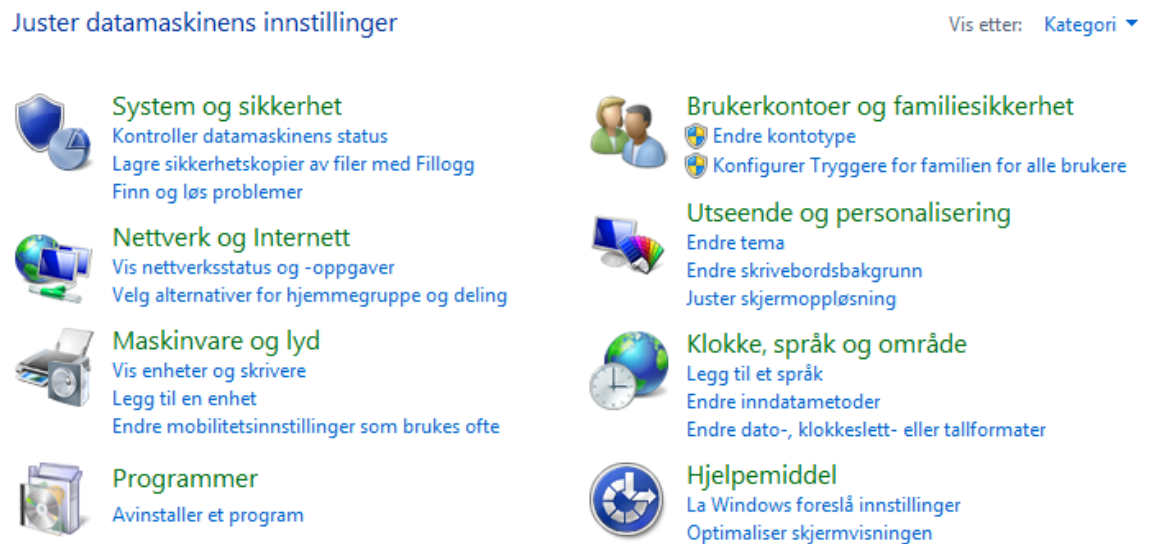 Juster datamaskinens innstillinger
Vis etter: Kategori
System og sikkerhet
Kontroller datamaskinens status
Lagre sikkerhetskopier av filer med Fillogg
Finn og løs problemer
Nettverk og Internett
Vis nettverksstatus og -oppgaver
Velg alternativer for hjemmegruppe og deling
Maskinvare og lyd
Vis enheter og skrivere
Legg til en enhet
Endre mobilitetsinnstillinger som brukes ofte
Programmer
Avinstaller et program
Brukerkontoer og familiesikkerhet
Endre kontotype
Konfigurer Tryggere for familien for alle brukere
Utseende og personalisering
Endre tema
Endre skrivebordsbakgrunn
Juster skjermoppløsning
Klokke, språk og område
Legg til et språk
Endre inndatametoder
Endre dato-, klokkeslett- eller tallformater
Hjelpemiddel
La Windows foreslå innstillinger
Optimaliser skjermvisningen